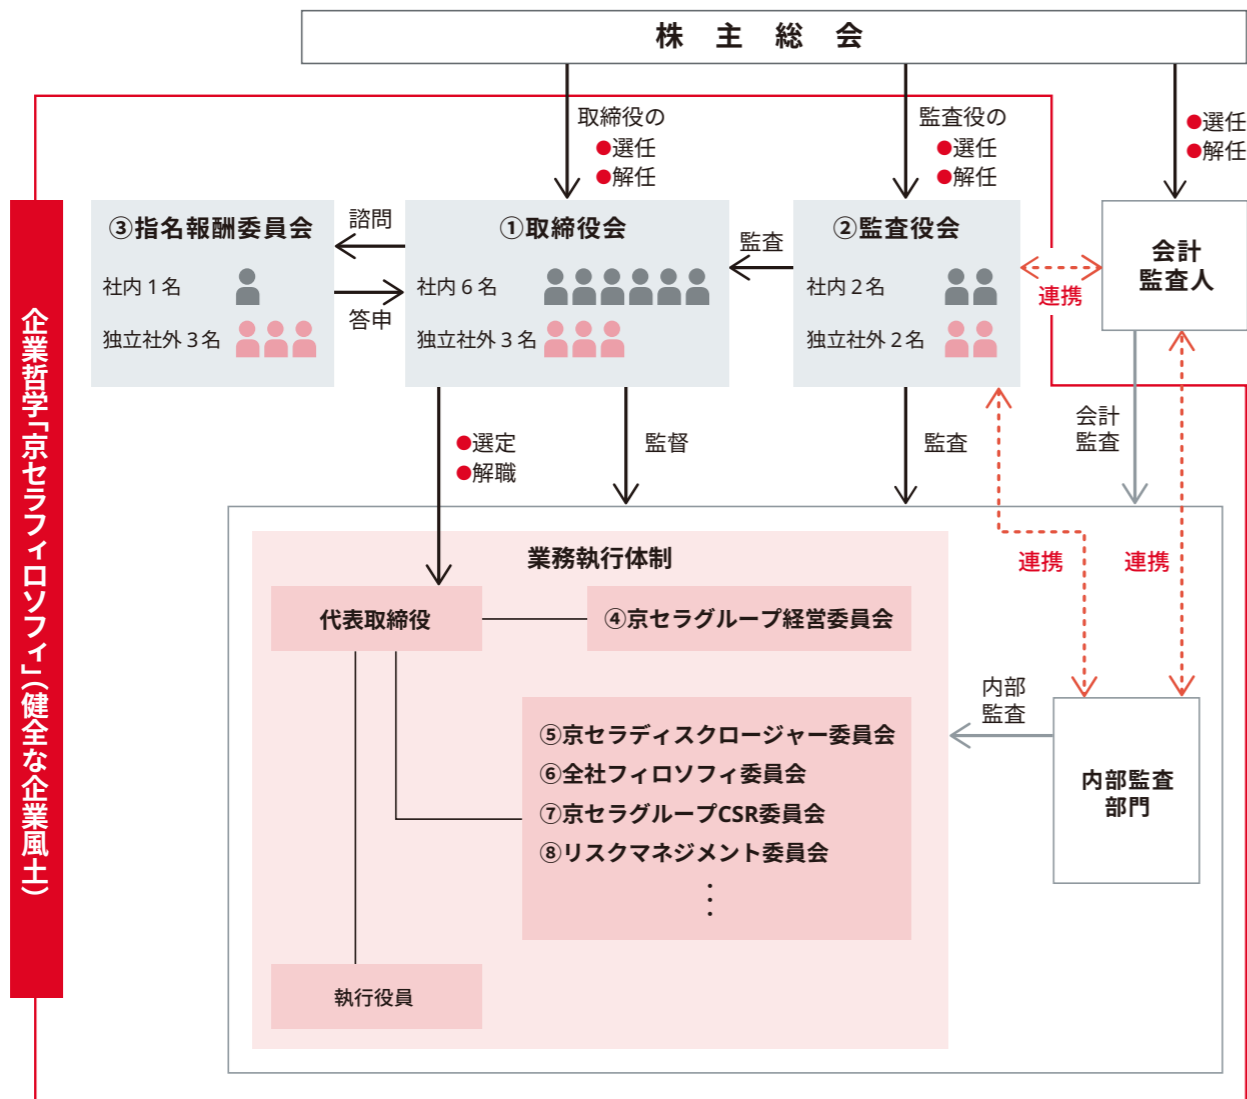 株 主 総 会
取締役の
●選任
●解任
監査役の
●選任
●解任
●選任
●解任
企業哲学「京セラフィロソフィ」(健全な企業風土)
③指名報酬委員会
社内 1 名
独立社外 3 名
諮問
答申
①取締役会
社内 6 名
独立社外 3 名
監査
②監査役会
社内 2 名
独立社外 2 名
連携
会計
監査人
●選定
●解職
監督
監査
会計
監査
業務執行体制
連携
連携
代表取締役
④京セラグループ経営委員会
⑤京セラディスクロージャー委員会
⑥全社フィロソフィ委員会
⑦京セラグループCSR委員会
⑧リスクマネジメント委員会
⋮
内部
監査
内部監査
部門
執行役員